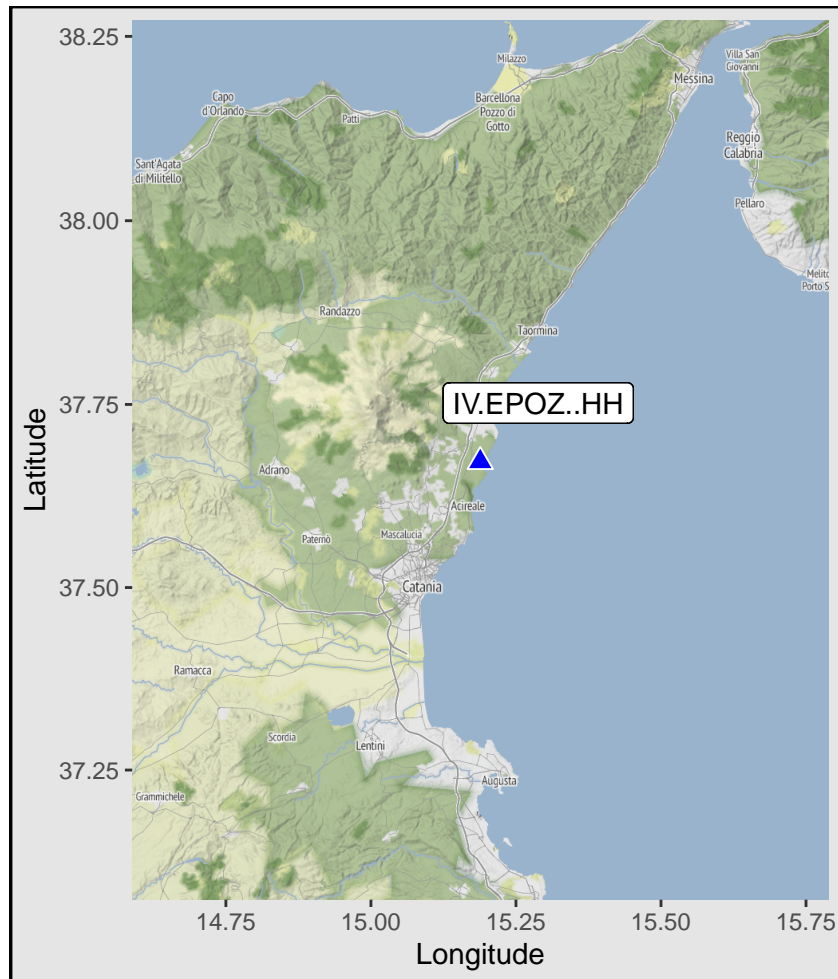 38.25
38.00
37.75
37.50
37.25
Latitude
Milazzo
Villa San
Giovanni
Messina
Capo
d'Orlando
Patti
Barcellona
Pozzo di
Gotto
Reggio
Calabria
Sant'Agata
di Militello
Pellaro
Melito
Porto S
Randazzo
Taormina
IV.EPOZ..HH
Adrano
Acireale
Paternò
Mascalucia
Catania
Ramacca
Scordia
Lentini
Augusta
Grammichele
14.75
15.00
15.25
15.50
15.75
Longitude